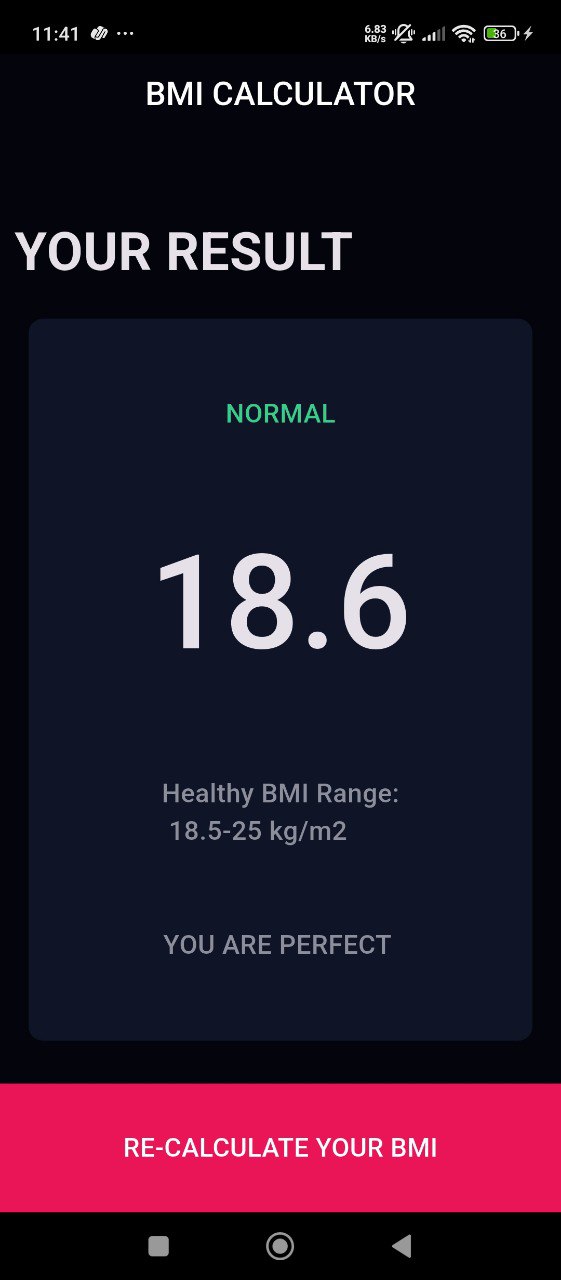 11:41 ... 6.83 KB/s 36
BMI CALCULATOR
YOUR RESULT
NORMAL
18.6
Healthy BMI Range:
18.5-25 kg/m2
YOU ARE PERFECT
RE-CALCULATE YOUR BMI